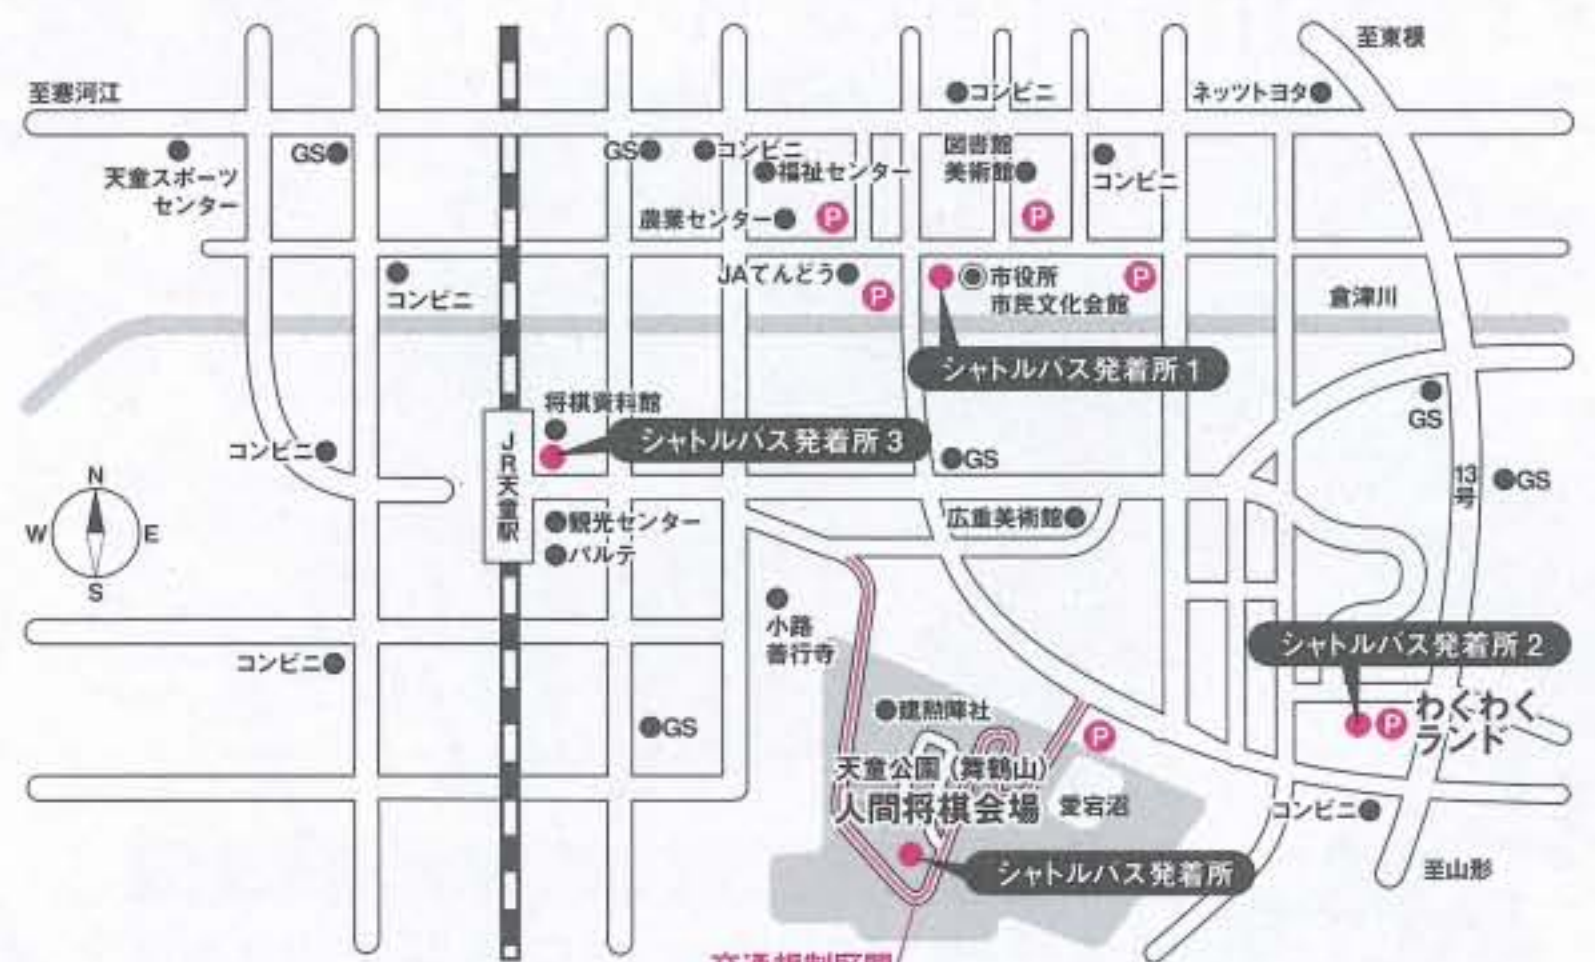 至東根
至寒河江
コンビニ
ネッツトヨタ
天童スポーツ
センター
GS
GS
コンビニ
福祉センター
図書館
美術館
コンビニ
農業センター
P
P
コンビニ
JAてんどう
P
市役所
市民文化会館
P
倉津川
シャトルバス発着所1
将棋資料館
シャトルバス発着所3
JR天童駅
コンビニ
GS
GS
13号
GS
N
W
E
S
観光センター
パルテ
広重美術館
小路
善行寺
シャトルバス発着所2
コンビニ
GS
建勲神社
P
P
わくわく
ランド
天童公園(舞鶴山)
人間将棋会場
愛宕沼
コンビニ
シャトルバス発着所
至山形
交通規制区間